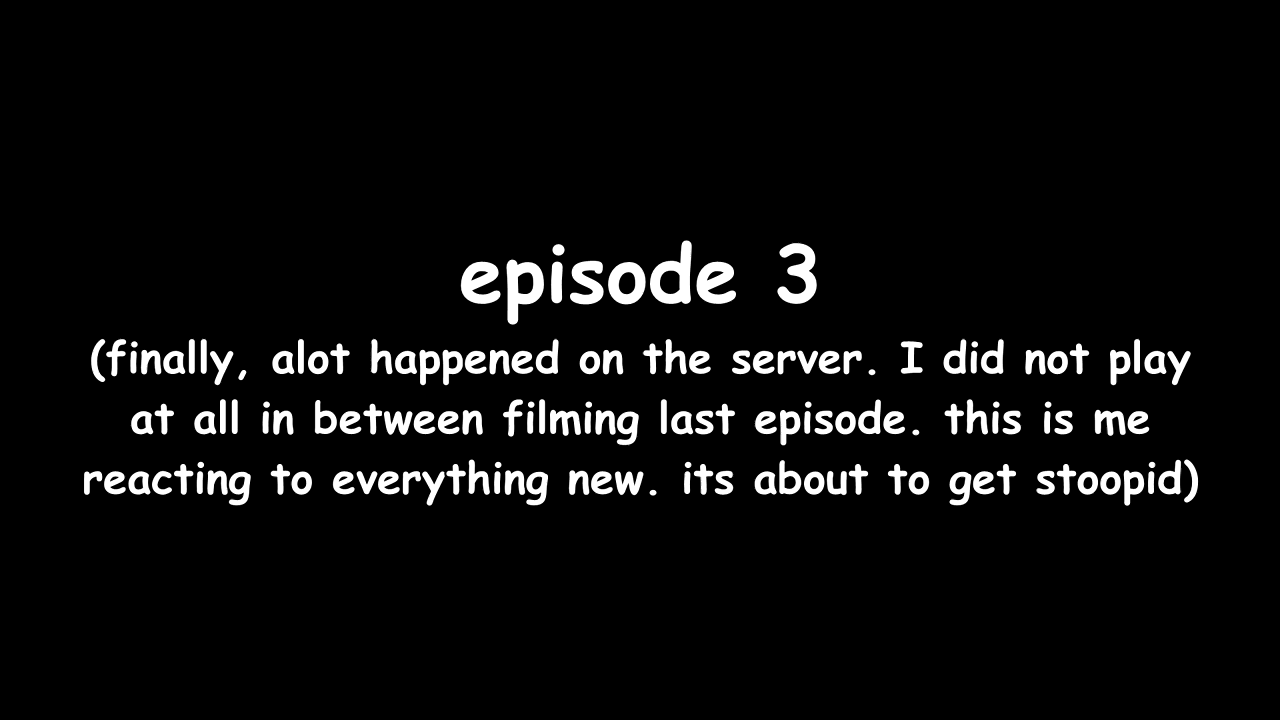 episode 3
(finally, alot happened on the server. I did not play
at all in between filming last episode. this is me
reacting to everything new. its about to get stoopid)